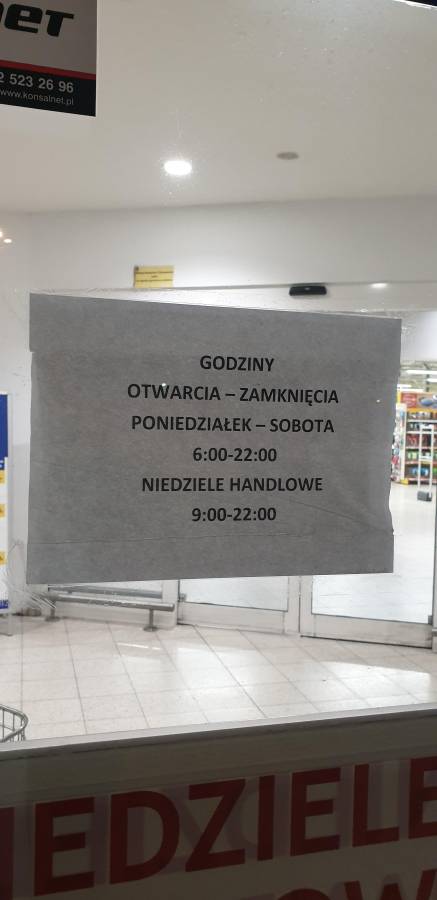 2 523 26 96
www.konsalnet.pl
GODZINY
OTWARCIA – ZAMKNIĘCIA
PONIEDZIAŁEK – SOBOTA
6:00-22:00
NIEDZIELE HANDLOWE
9:00-22:00
IEDZIELE